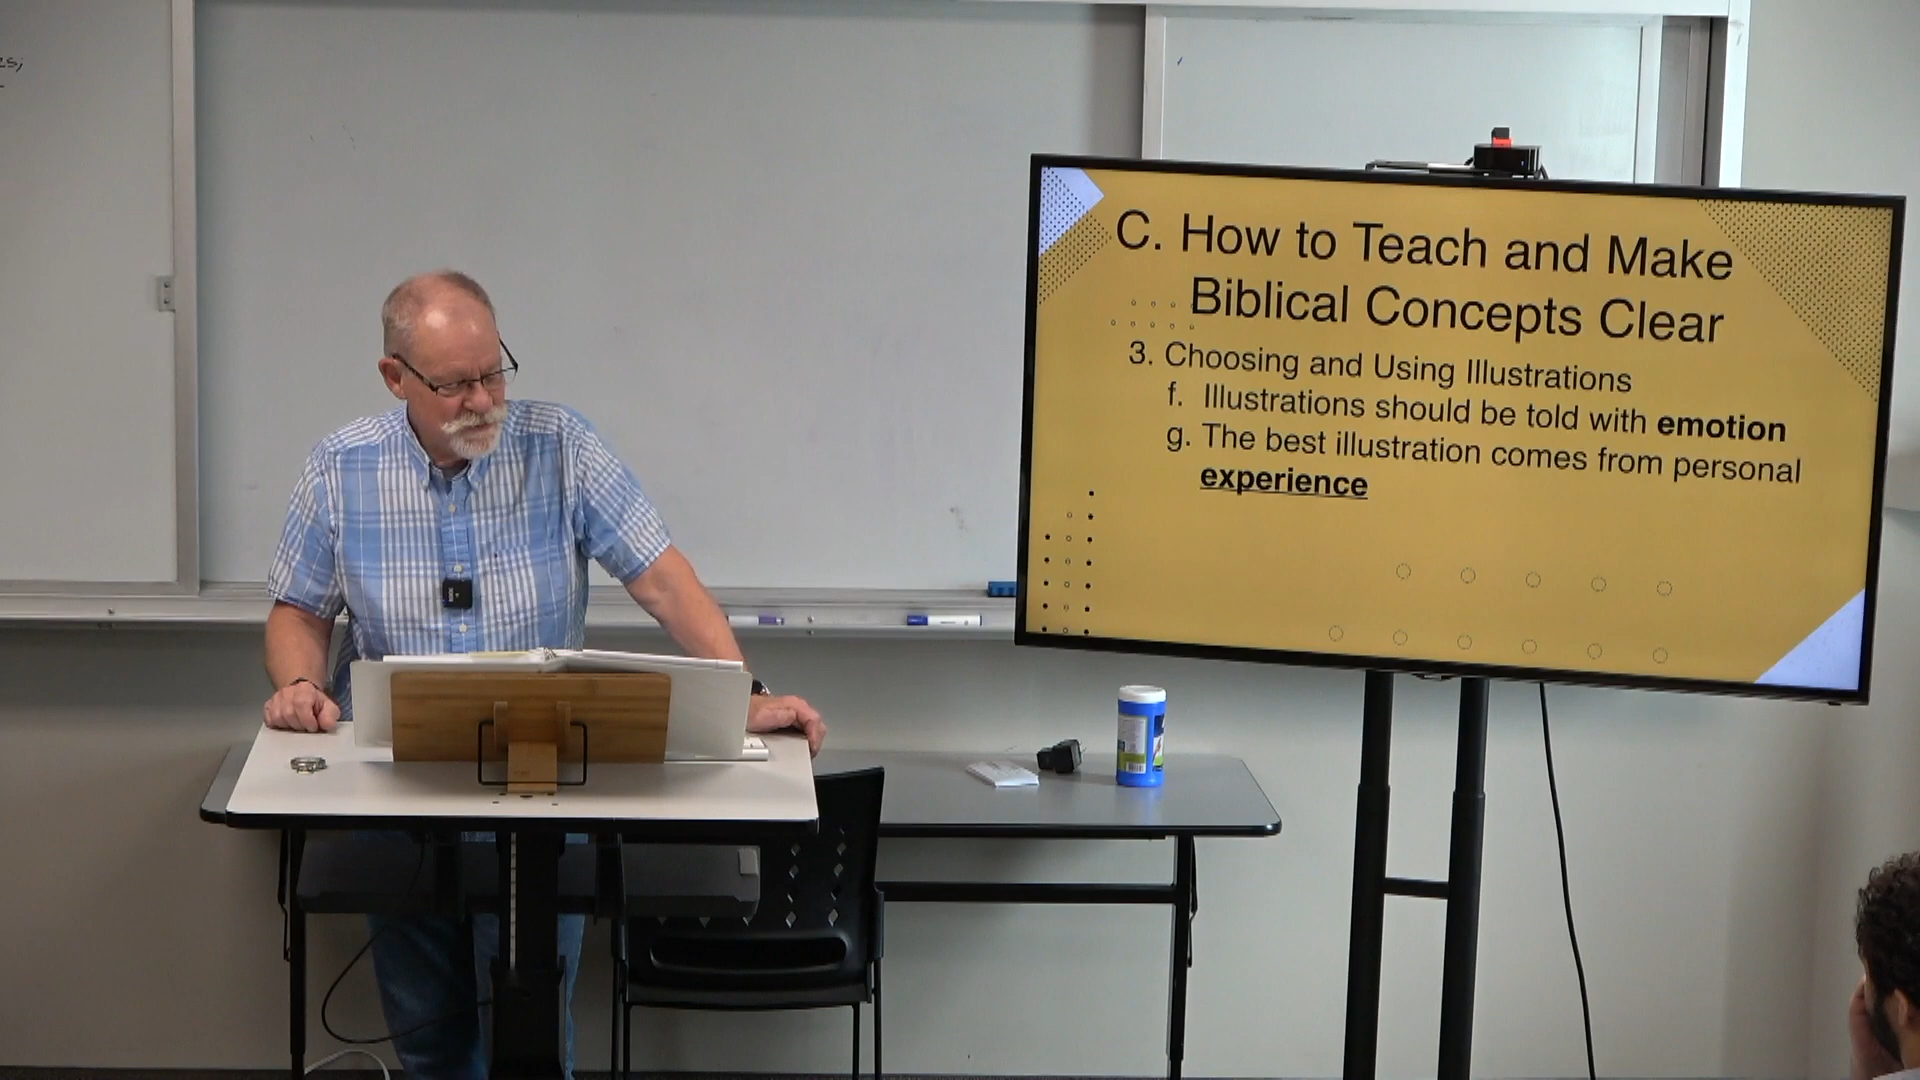 C. How to Teach and Make
Biblical Concepts Clear
3. Choosing and Using Illustrations
f. Illustrations should be told with emotion
g. The best illustration comes from personal
experience